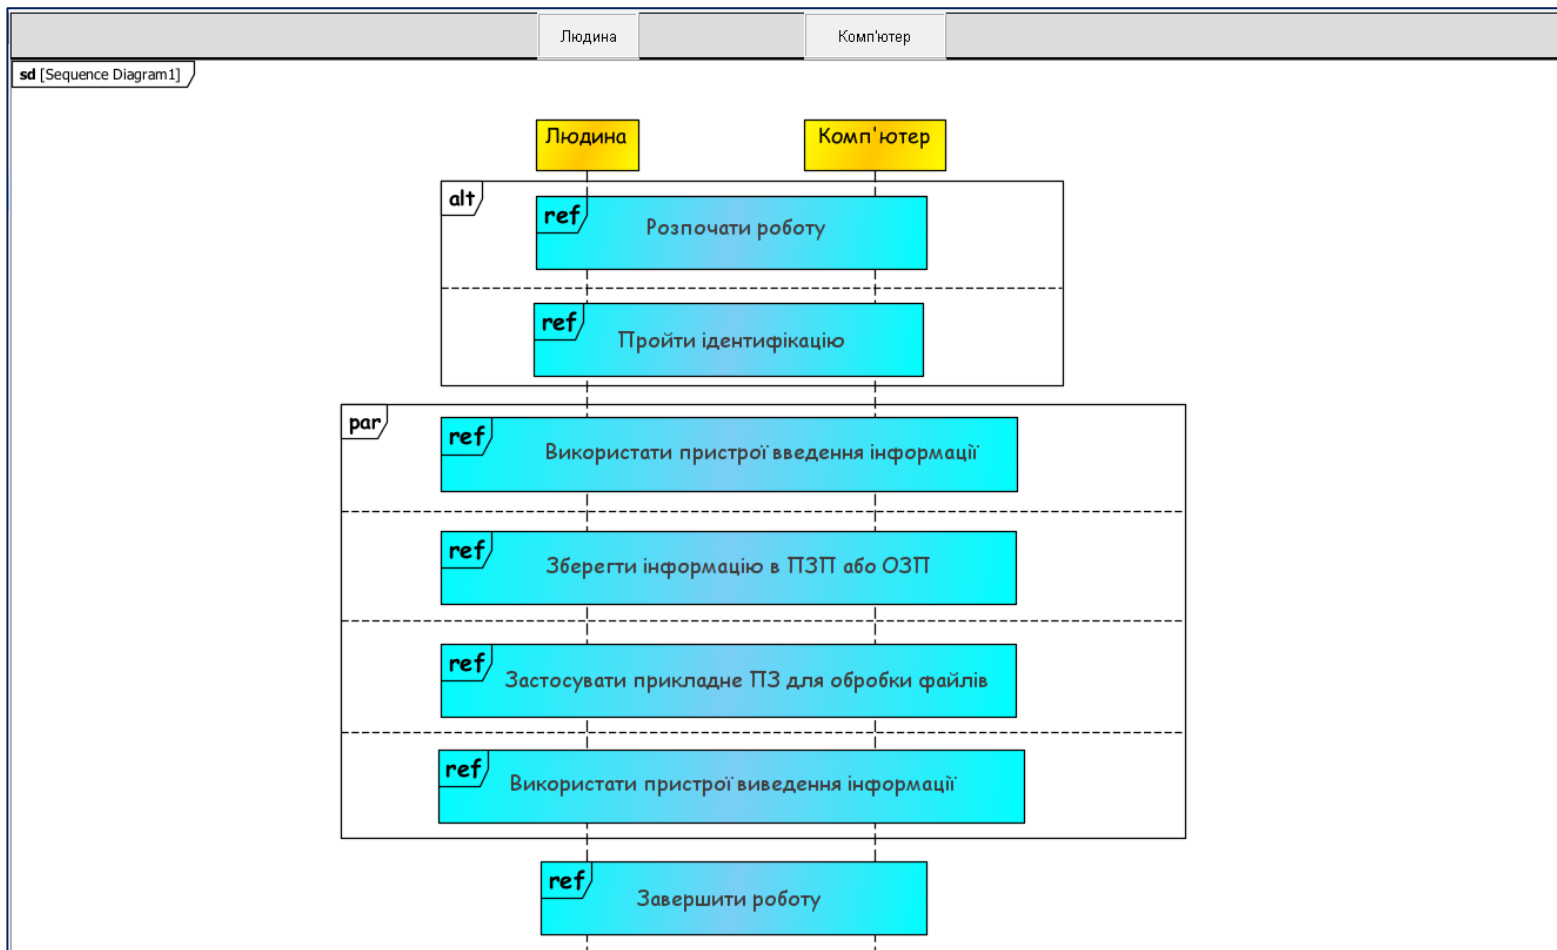 Людина
Комп'ютер
sd [Sequence Diagram1]
Людина
Комп'ютер
alt
ref
Розпочати роботу
ref
Пройти ідентифікацію
par
ref
Використати пристрої введення інформації
ref
Зберегти інформацію в ПЗП або ОЗП
ref
Застосувати прикладне ПЗ для обробки файлів
ref
Використати пристрої виведення інформації
ref
Завершити роботу